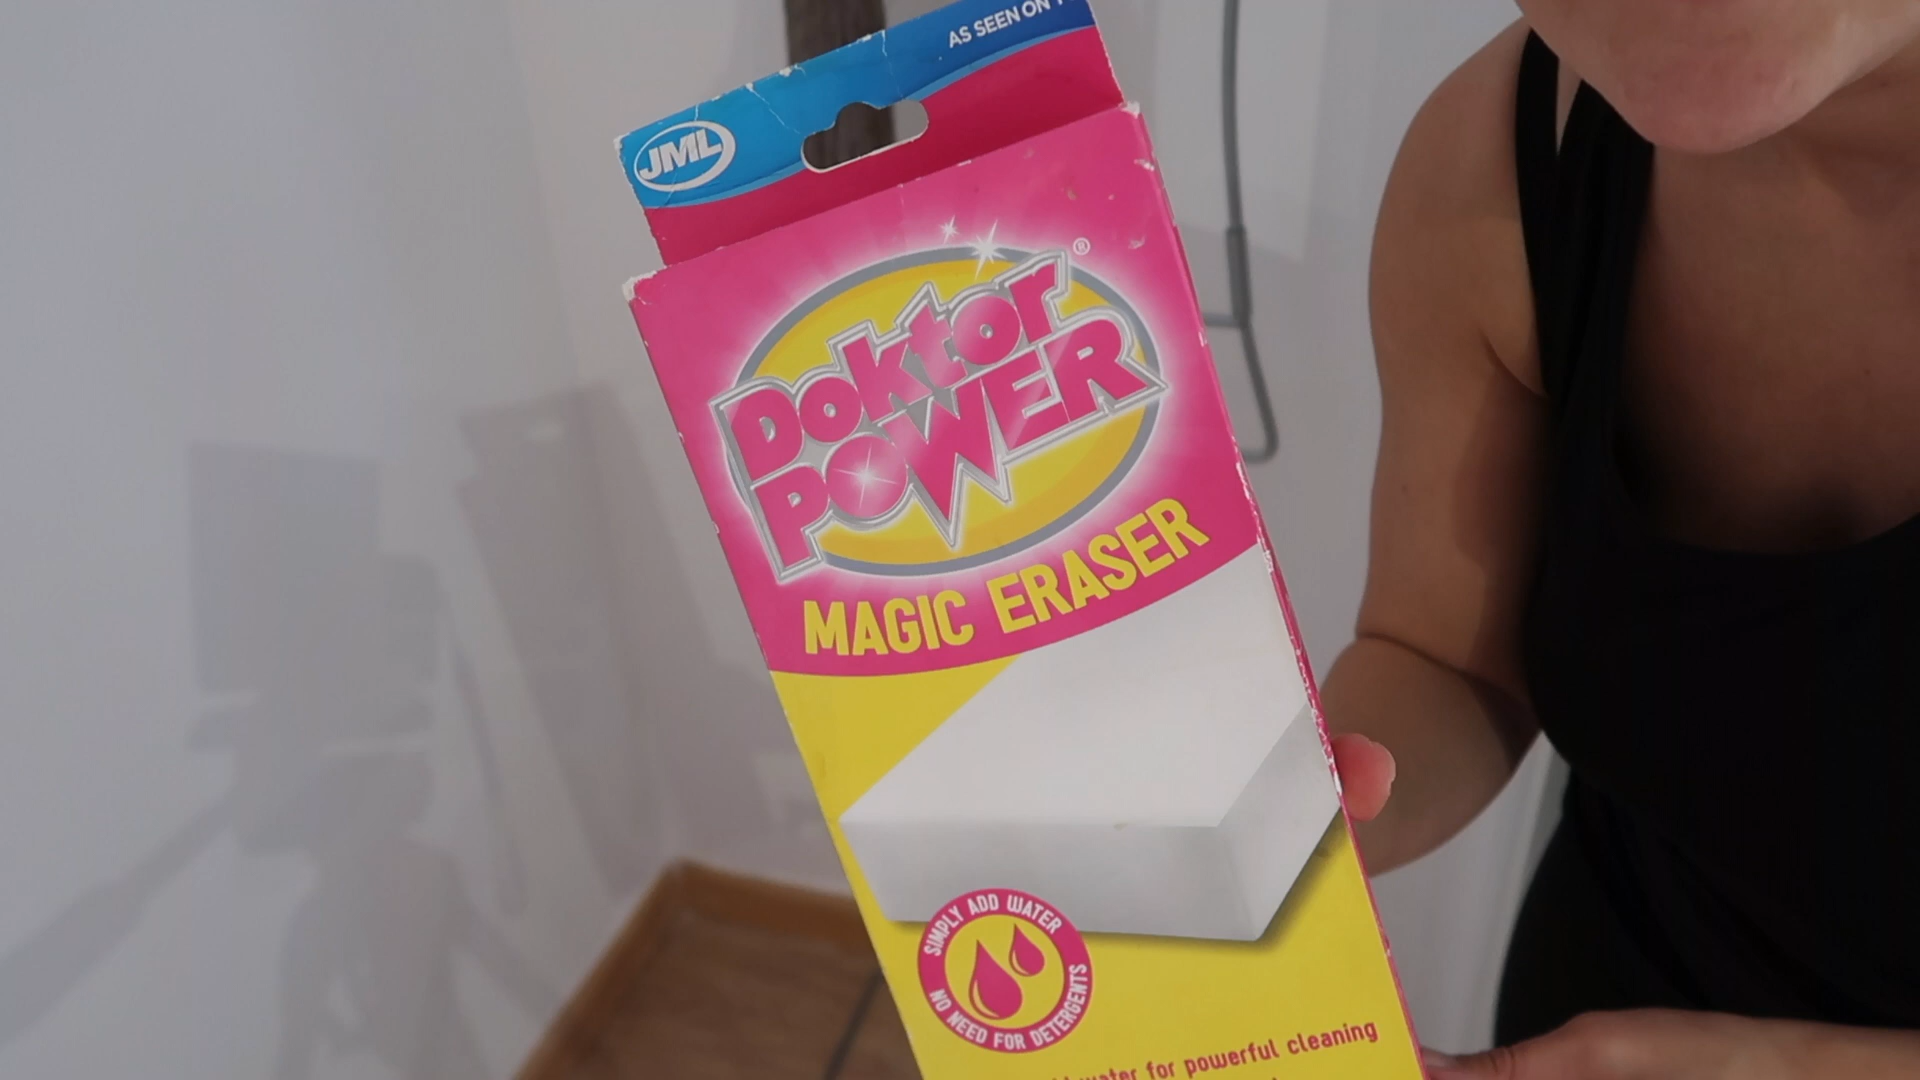 AS SEEN ON
JML
Doktor
POWER
®
MAGIC ERASER
SIMPLY ADD WATER
NO NEED FOR DETERGENTS
water for powerful cleaning